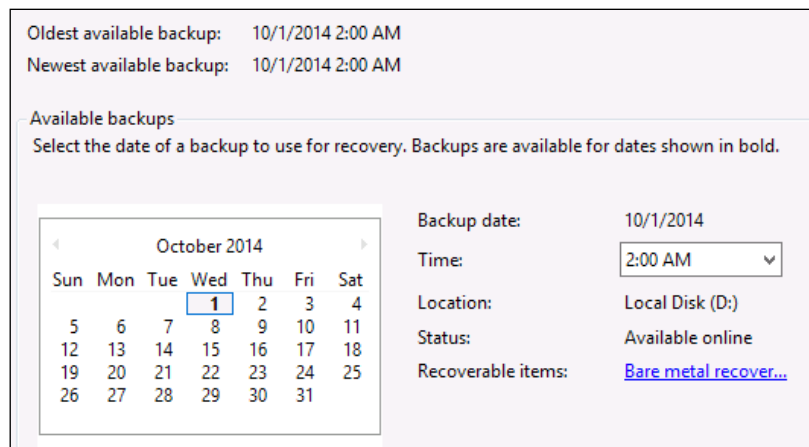 Oldest available backup: 10/1/2014 2:00 AM
Newest available backup: 10/1/2014 2:00 AM
Available backups
Select the date of a backup to use for recovery. Backups are available for dates shown in bold.
October 2014
Sun Mon Tue Wed Thu Fri Sat
1 2 3 4
5 6 7 8 9 10 11
12 13 14 15 16 17 18
19 20 21 22 23 24 25
26 27 28 29 30 31
Backup date: 10/1/2014
Time: 2:00 AM
Location: Local Disk (D:)
Status: Available online
Recoverable items: Bare metal recover...